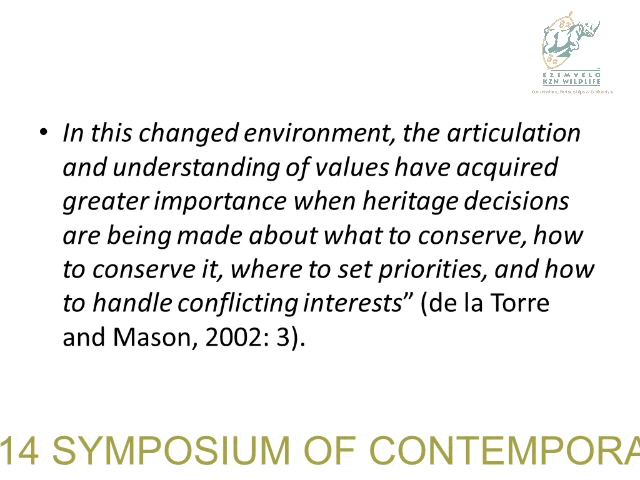 EZEMVELO
KZN WILDLIFE
• In this changed environment, the articulation
and understanding of values have acquired
greater importance when heritage decisions
are being made about what to conserve, how
to conserve it, where to set priorities, and how
to handle conflicting interests” (de la Torre
and Mason, 2002: 3).
14 SYMPOSIUM OF CONTEMPORA